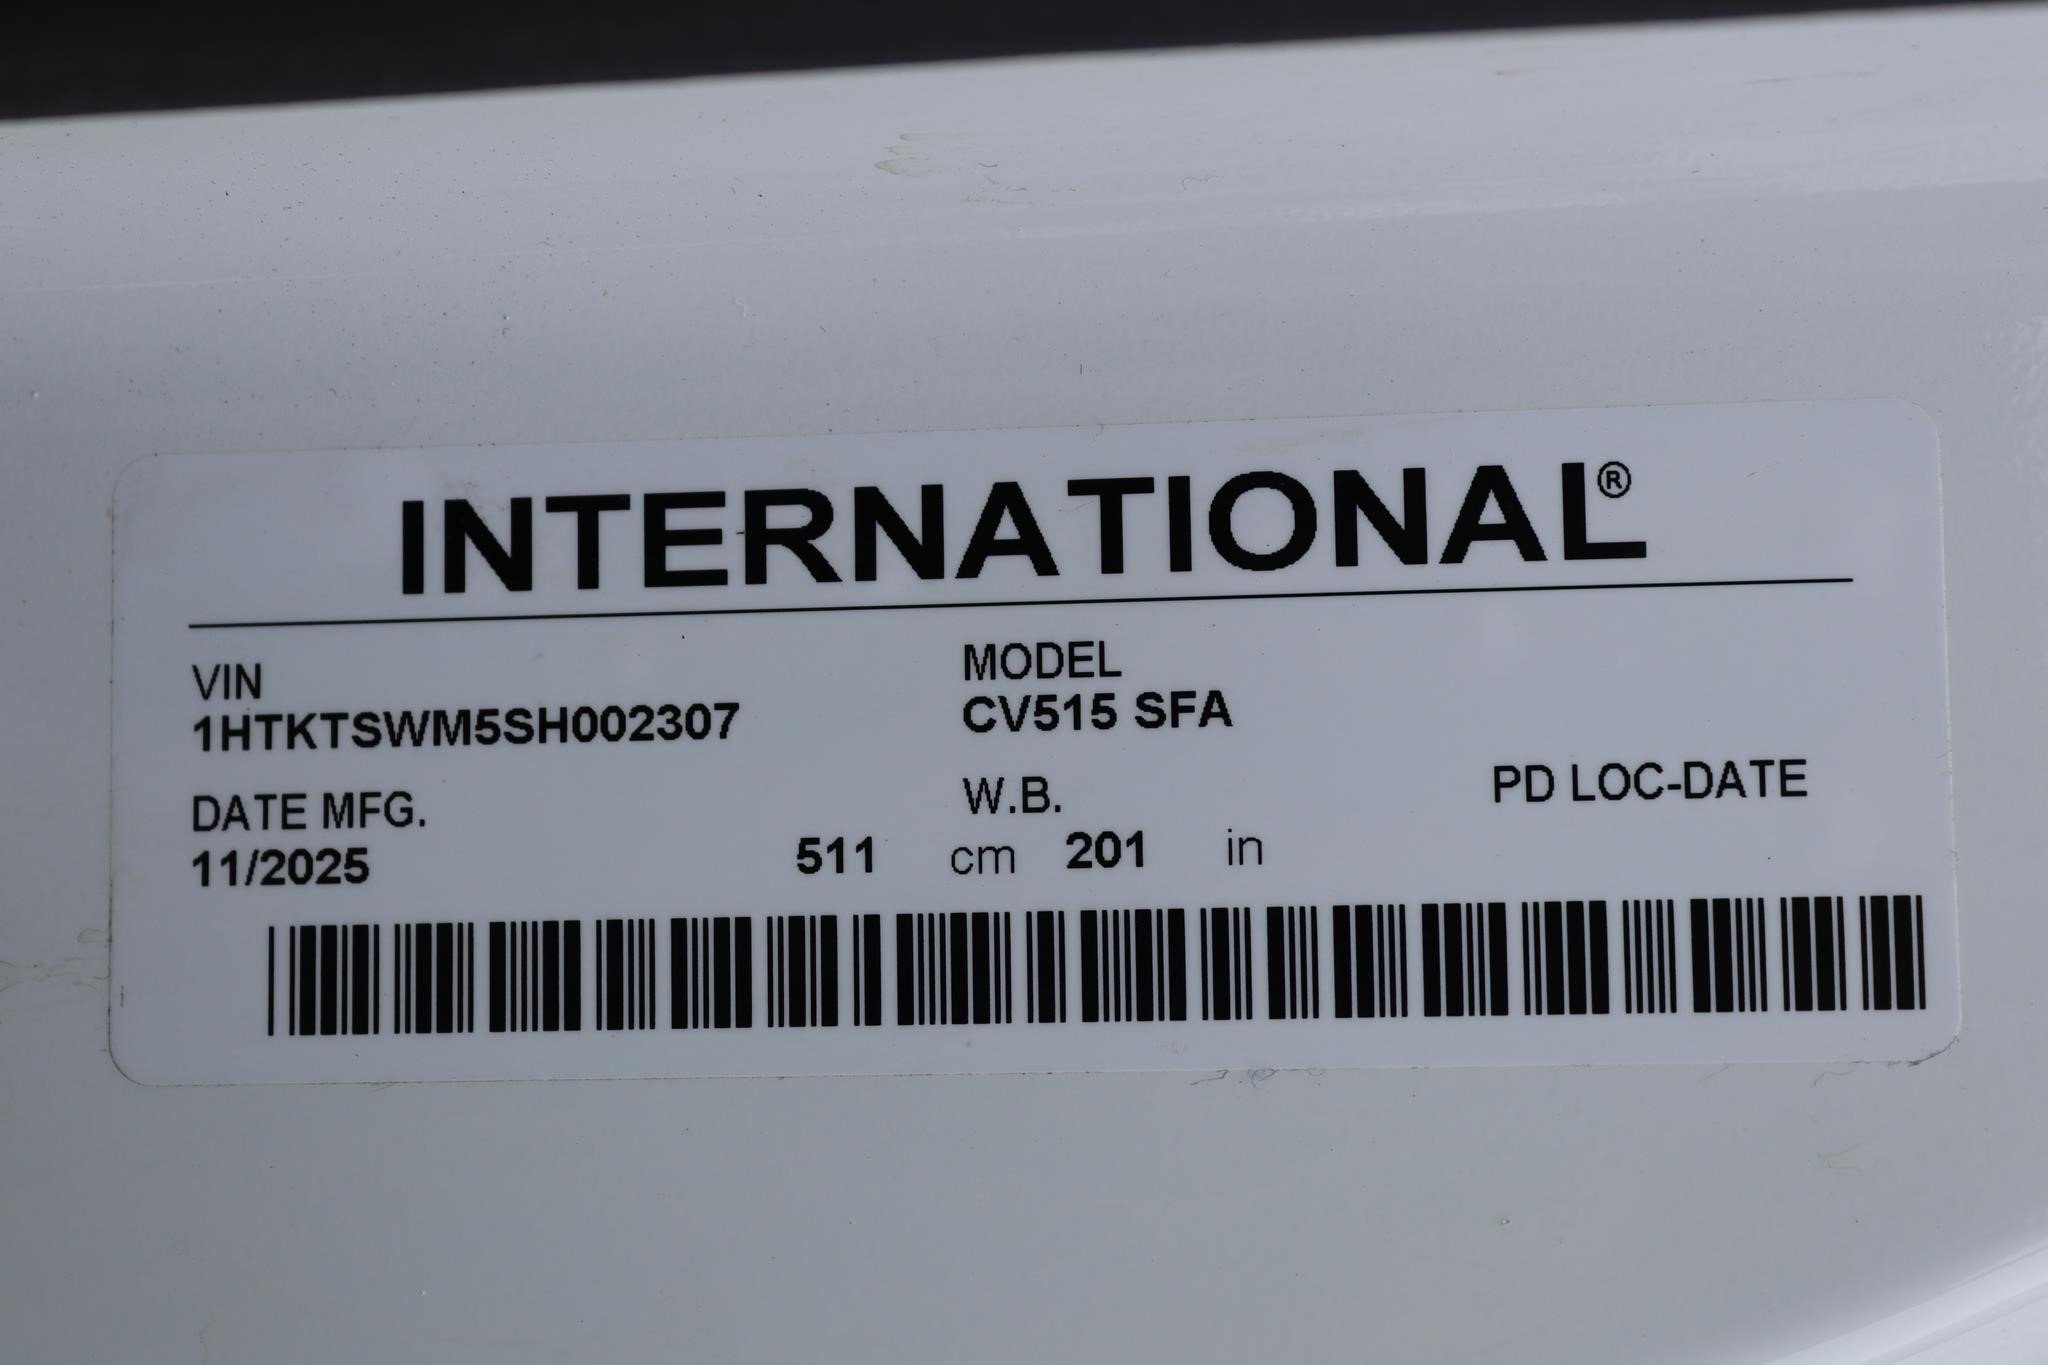 INTERNATIONAL®
VIN
1HTKTSWM5SH002307
MODEL
CV515 SFA
DATE MFG.
11/2025
W.B.
511 cm 201 in
PD LOC-DATE